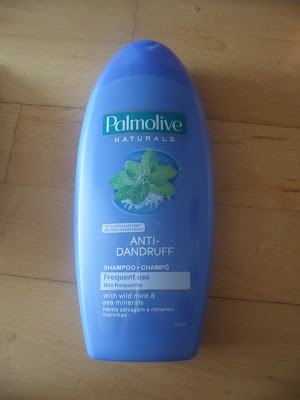 Palmolive
NATURALS
ANTI-
DANDRUFF
SHAMPOO • CHAMPÔ
Frequent use
Uso frequente
With wild mint &
sea minerals
Menta selvagem e minerais
marinhos